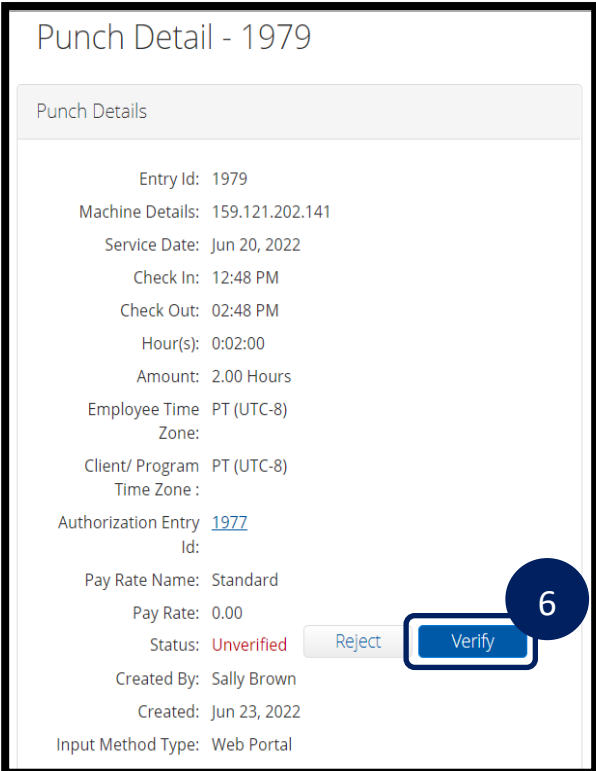 Punch Detail - 1979
Punch Details
Entry Id: 1979
Machine Details: 159.121.202.141
Service Date: Jun 20, 2022
Check In: 12:48 PM
Check Out: 02:48 PM
Hour(s): 0:02:00
Amount: 2.00 Hours
Employee Time PT (UTC-8)
Zone:
Client/ Program PT (UTC-8)
Time Zone :
Authorization Entry 1977
Id:
Pay Rate Name: Standard
Pay Rate: 0.00
6
Status: Unverified Reject Verify
Created By: Sally Brown
Created: Jun 23, 2022
Input Method Type: Web Portal